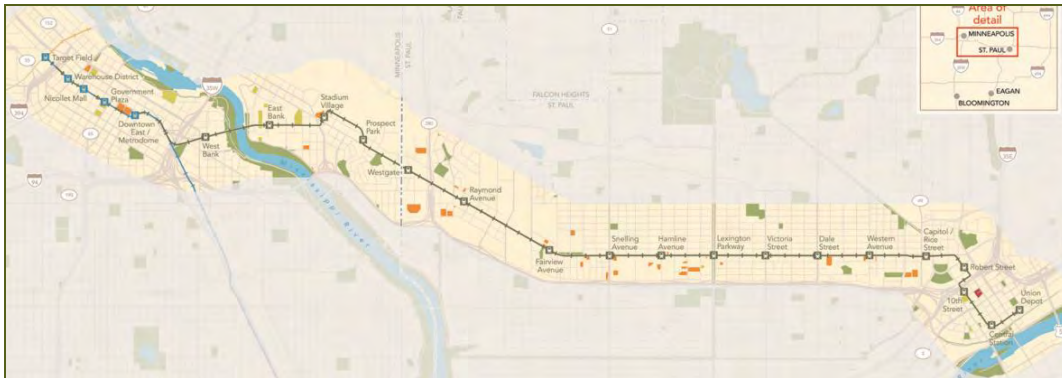 Area of
detail
MINNEAPOLIS
ST. PAUL
EAGAN
BLOOMINGTON
MINNEAPOLIS
ST. PAUL
FALCON HEIGHTS
ST. PAUL
Target Field
Warehouse District
Nicollet Mall
Government
Plaza
Downtown
East /
Metrodome
West
Bank
East
Bank
Stadium
Village
Prospect
Park
Westgate
Raymond
Avenue
Fairview
Avenue
Snelling
Avenue
Hamline
Avenue
Lexington
Parkway
Victoria
Street
Dale
Street
Western
Avenue
Capitol /
Rice
Street
Robert Street
10th
Street
Union
Depot
Central
Station
Mississippi River
35W
94